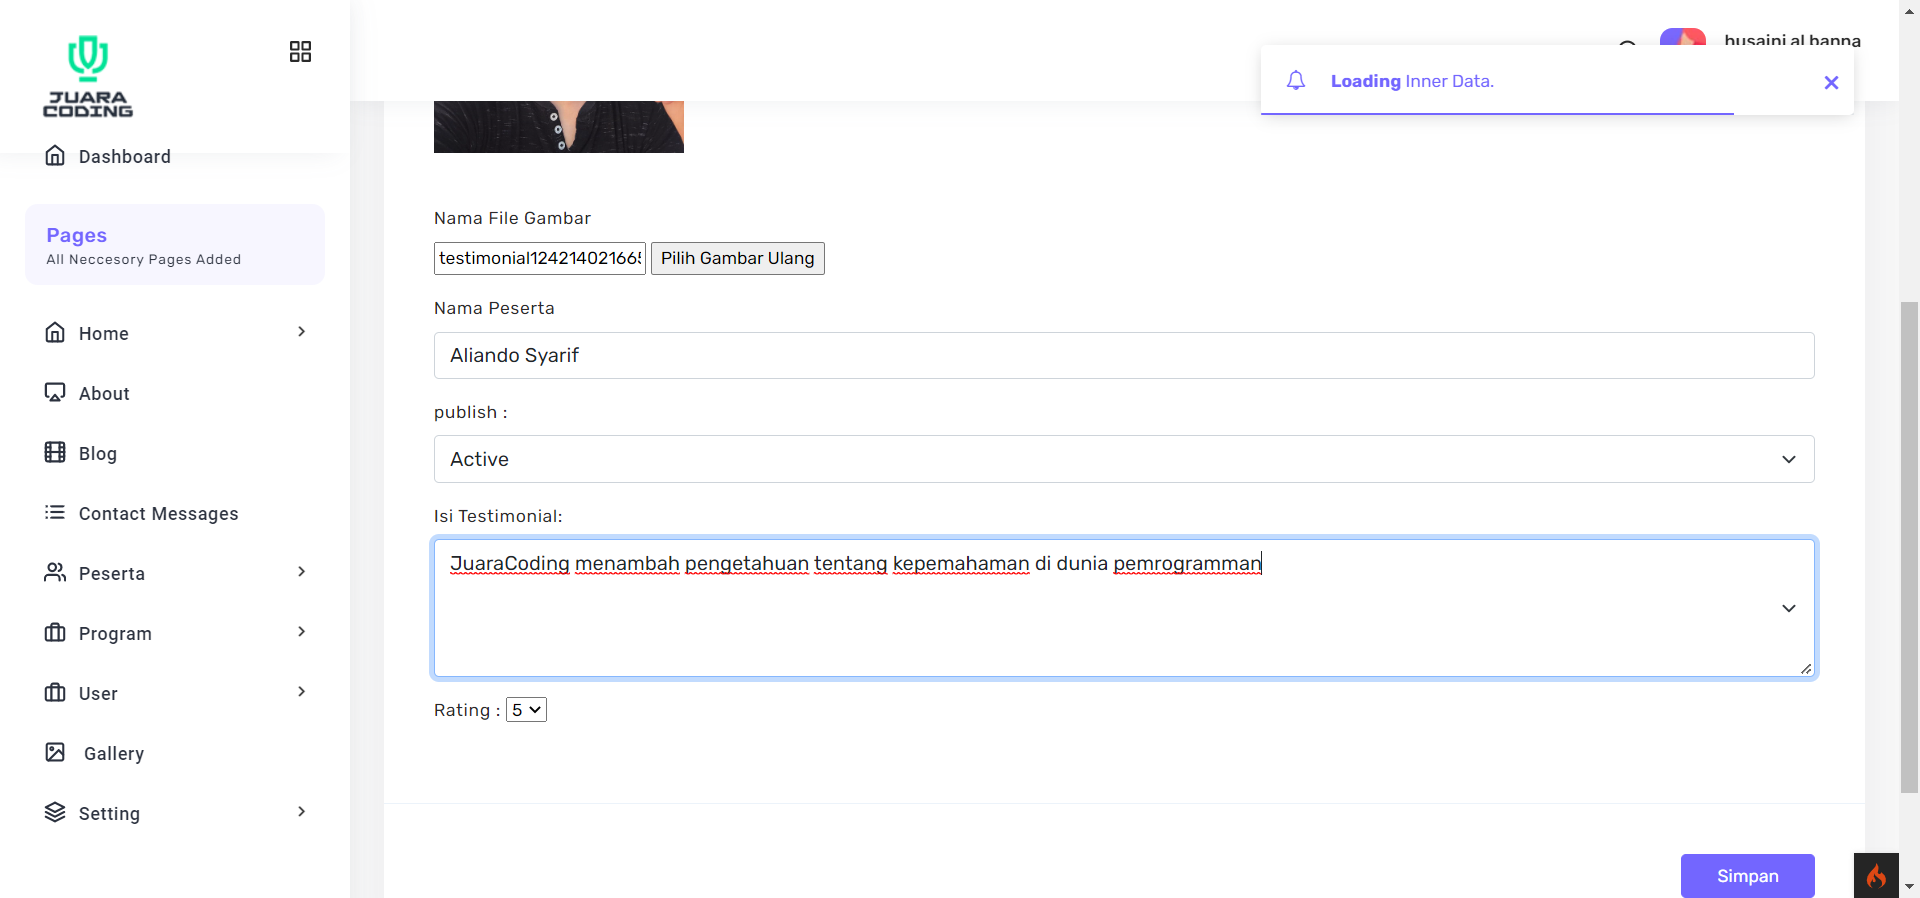 JUARA
CODING
husaini al banna
Loading Inner Data.
Dashboard
Pages
All Neccesory Pages Added
Home
About
Blog
Contact Messages
Peserta
Program
User
Gallery
Setting
Nama File Gambar
testimonial124214021665
Pilih Gambar Ulang
Nama Peserta
Aliando Syarif
publish :
Active
Isi Testimonial:
JuaraCoding menambah pengetahuan tentang kepemahaman di dunia pemrogramman
Rating : 5
Simpan